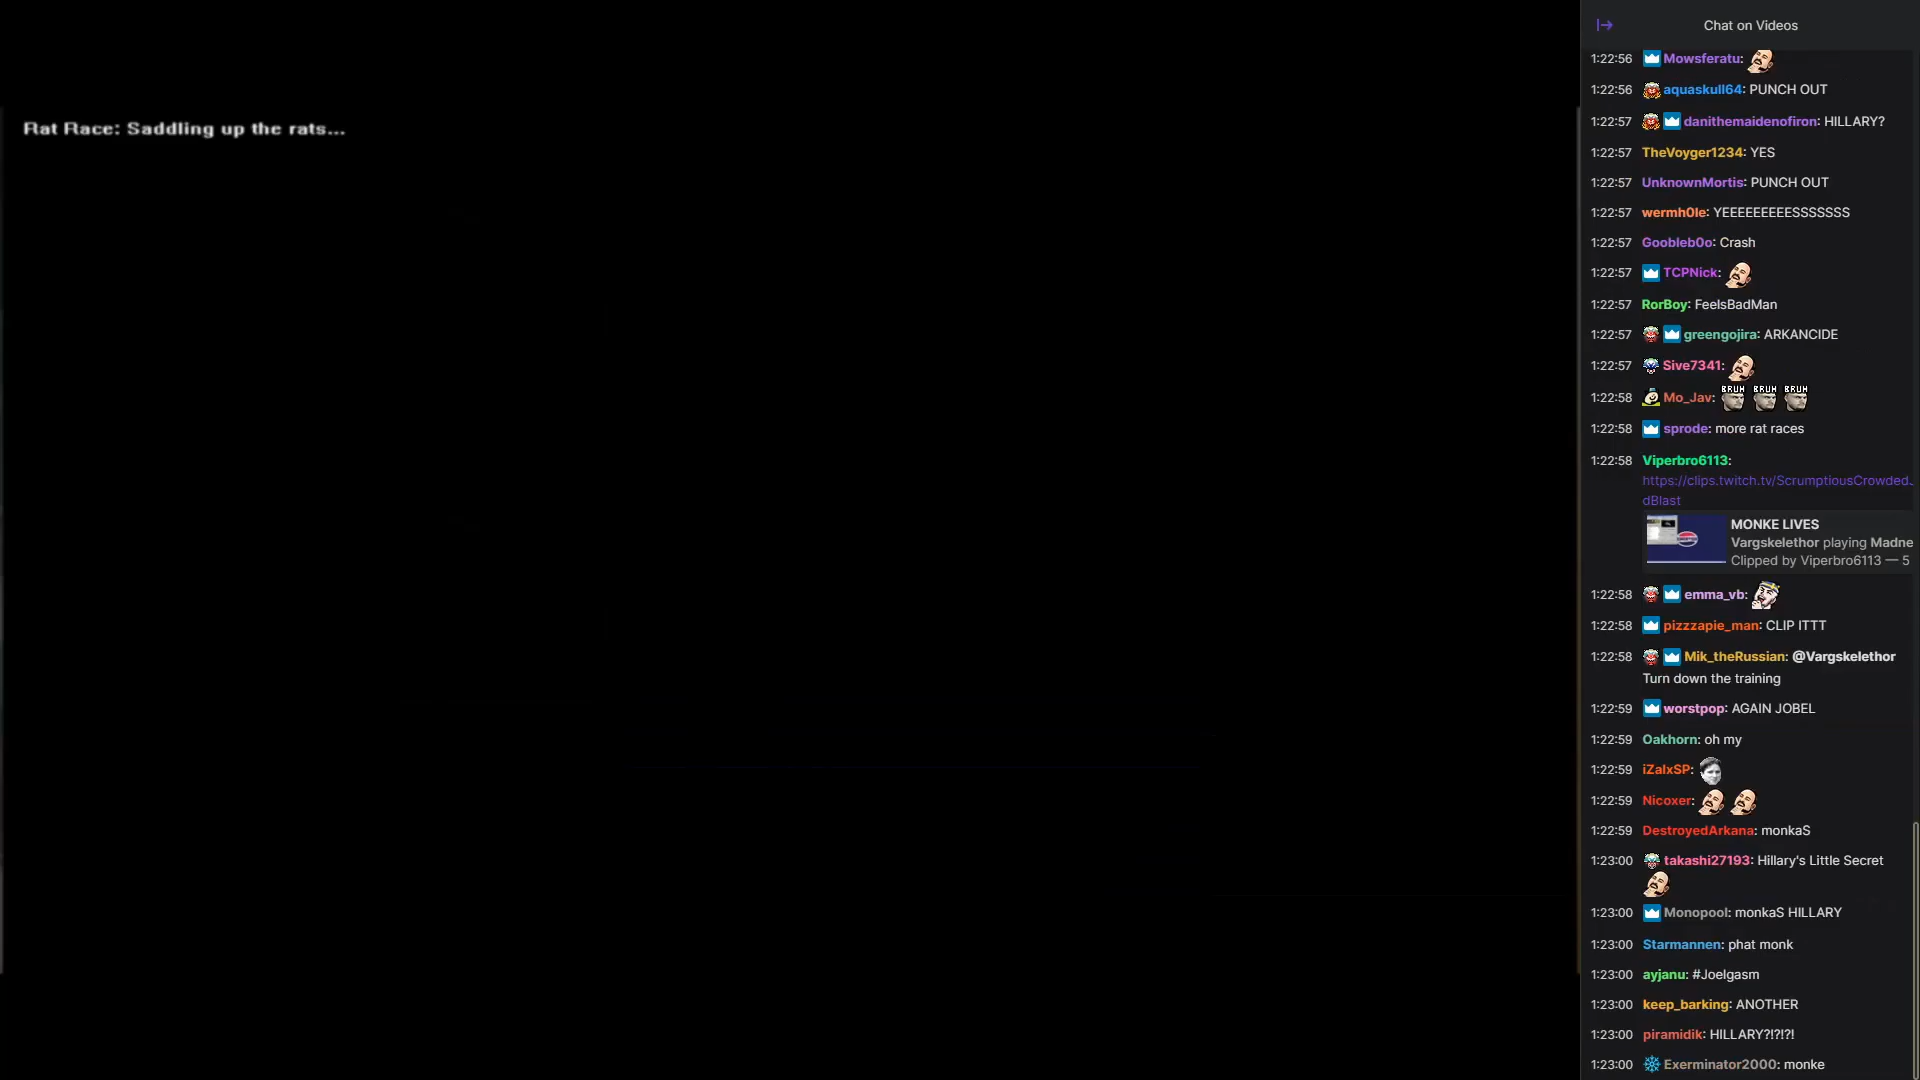 Chat on Videos
Rat Race: Saddling up the rats...
1:22:56 Mowsferatu:
1:22:56 aquaskull64: PUNCH OUT
1:22:57 danithemaidenofiron: HILLARY?
1:22:57 TheVoyger1234: YES
1:22:57 UnknownMortis: PUNCH OUT
1:22:57 wermh0le: YEEEEEEEEESSSSSSS
1:22:57 Goobleb0o: Crash
1:22:57 TCPNick:
1:22:57 RorBoy: FeelsBadMan
1:22:57 greengojira: ARKANCIDE
1:22:57 Sive7341:
1:22:58 Mo_Jav: BRUH BRUH BRUH
1:22:58 sprode: more rat races
1:22:58 Viperbro6113:
https://clips.twitch.tv/ScrumptiousCrowded
dBlast
MONKE LIVES
Vargskelethor playing Madne
Clipped by Viperbro6113 — 5
1:22:58 emma_vb:
1:22:58 pizzzapie_man: CLIP ITTT
1:22:58 Mik_theRussian: @Vargskelethor
Turn down the training
1:22:59 worstpop: AGAIN JOBEL
1:22:59 Oakhorn: oh my
1:22:59 iZalxSP:
1:22:59 Nicoxer:
1:22:59 DestroyedArkana: monkaS
1:23:00 takashi27193: Hillary's Little Secret
1:23:00 Monopool: monkaS HILLARY
1:23:00 Starmannen: phat monk
1:23:00 ayjanu: #Joelgasm
1:23:00 keep_barking: ANOTHER
1:23:00 piramidik: HILLARY?!?!?!
1:23:00 Exerminator2000: monke